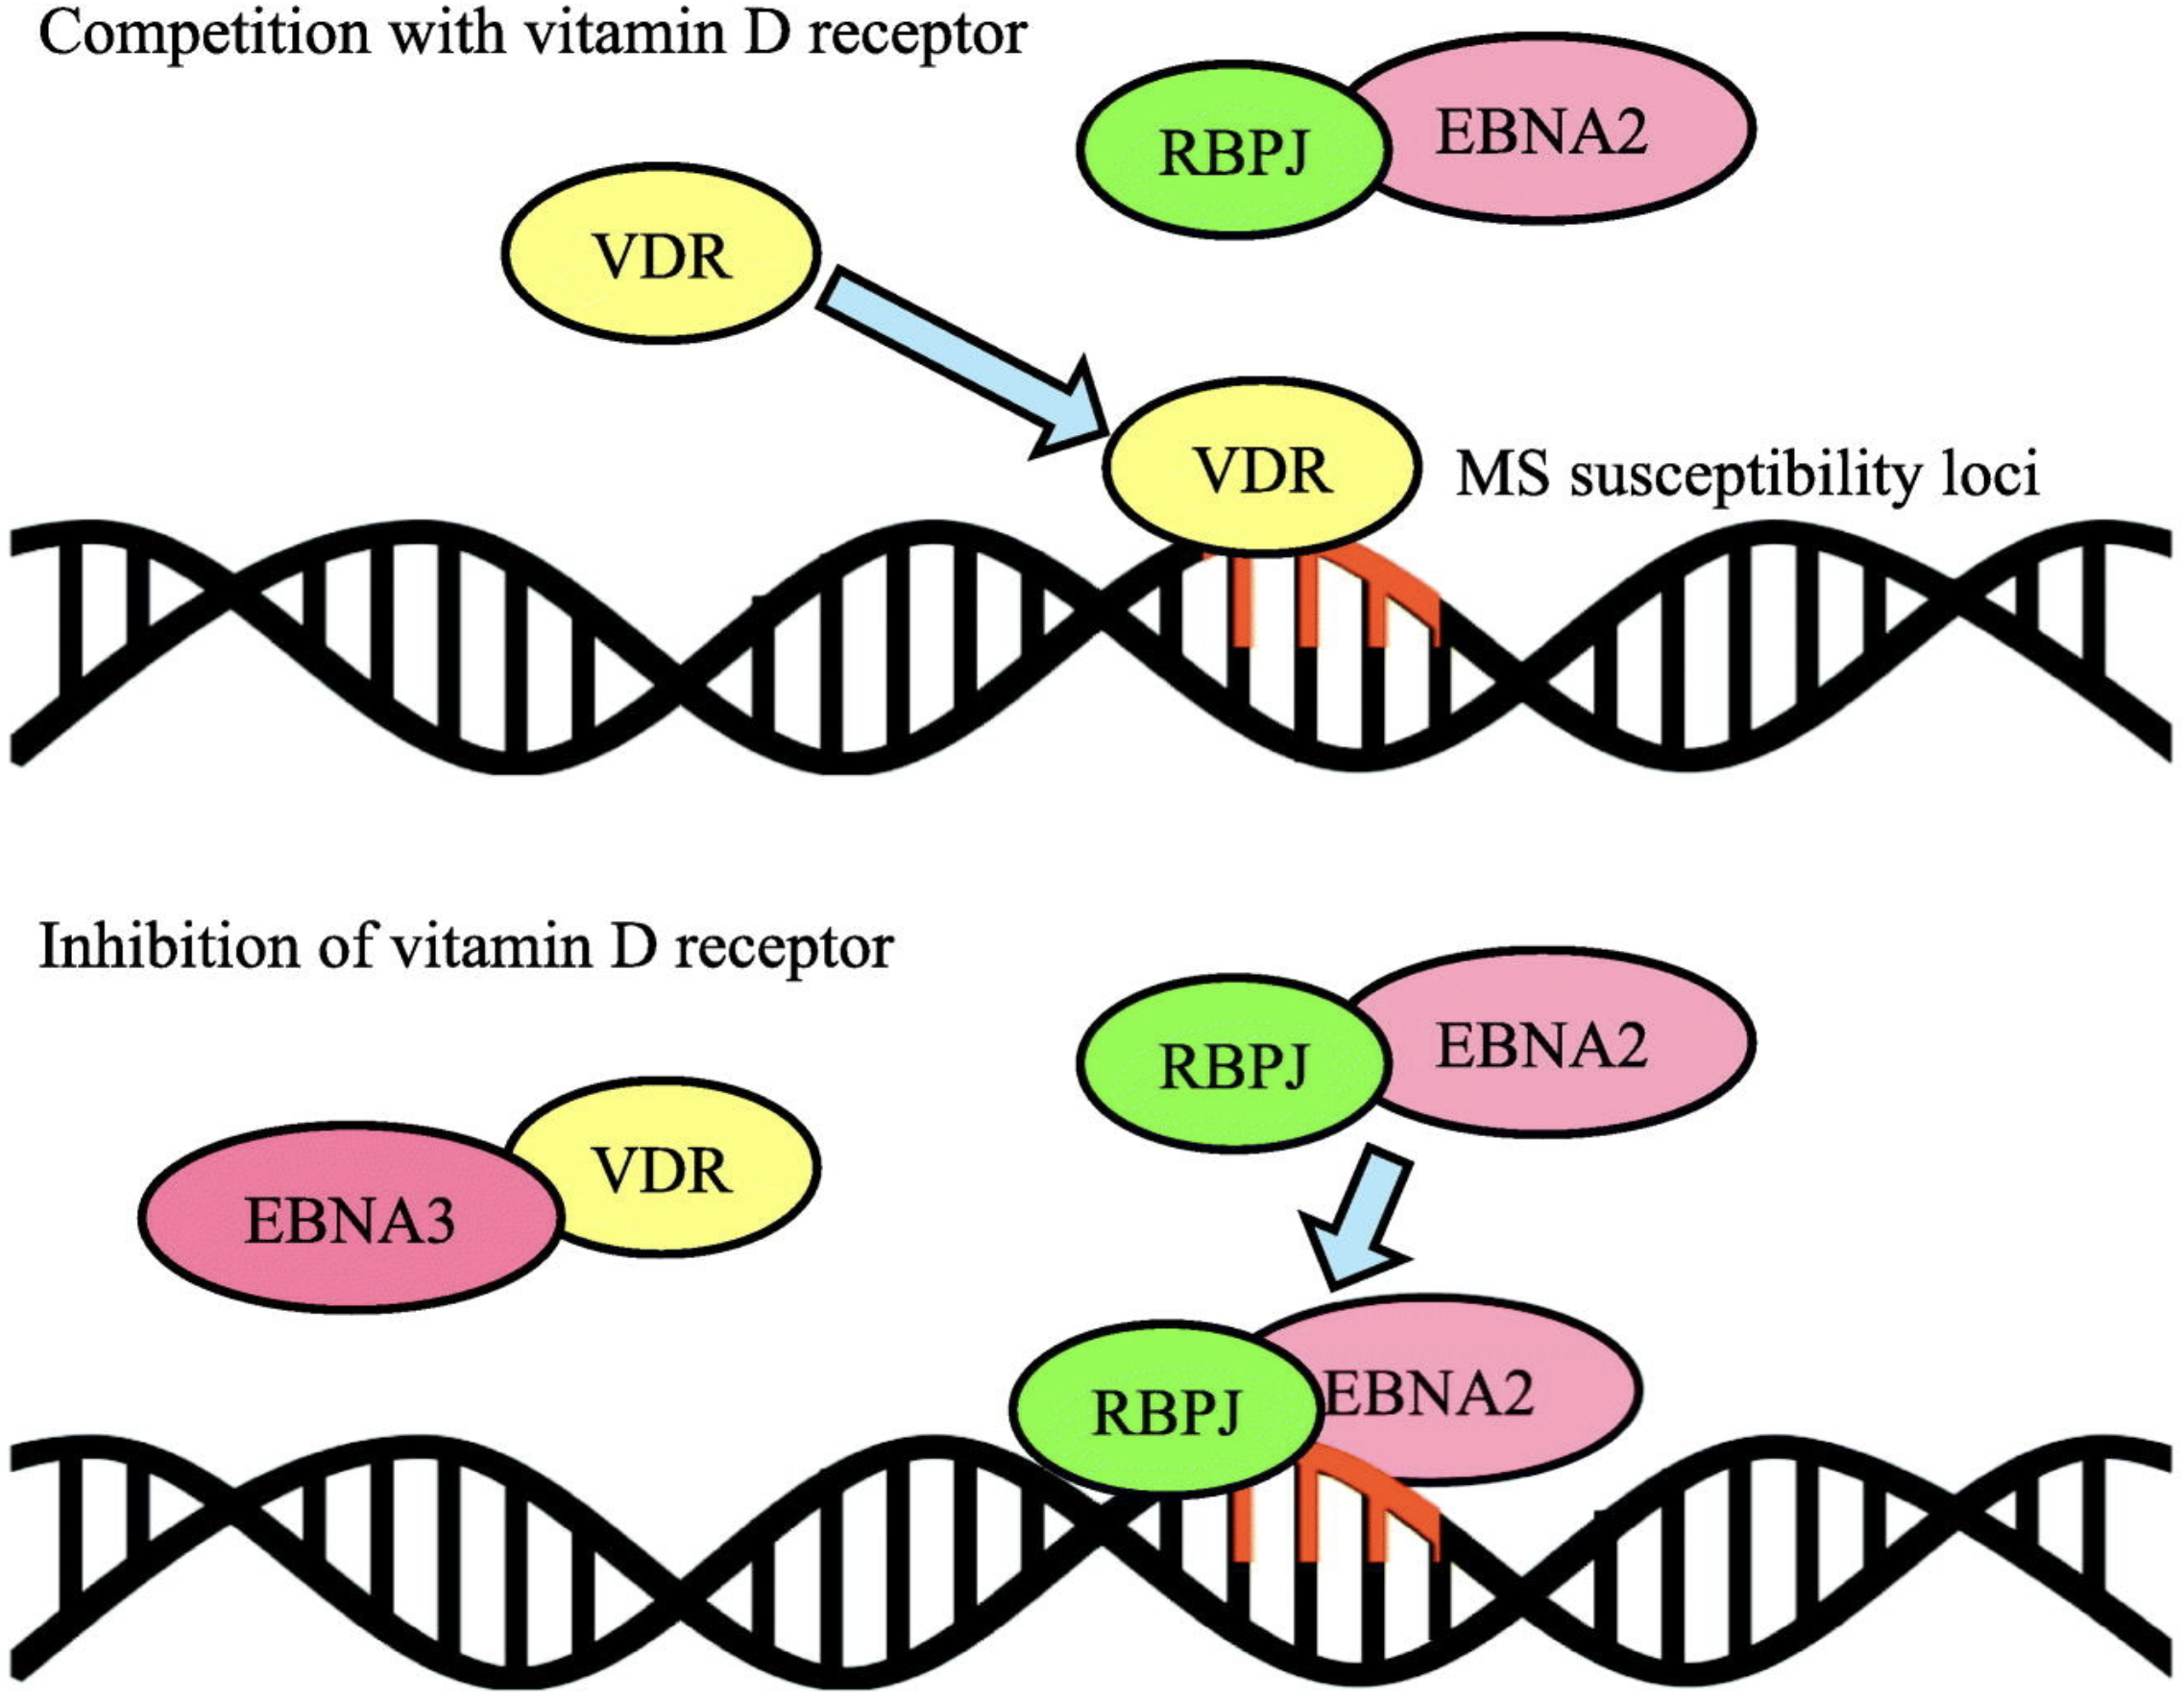 Competition with vitamin D receptor
RBPJ
EBNA2
VDR
VDR
MS susceptibility loci
Inhibition of vitamin D receptor
RBPJ
EBNA2
EBNA3
VDR
RBPJ
EBNA2